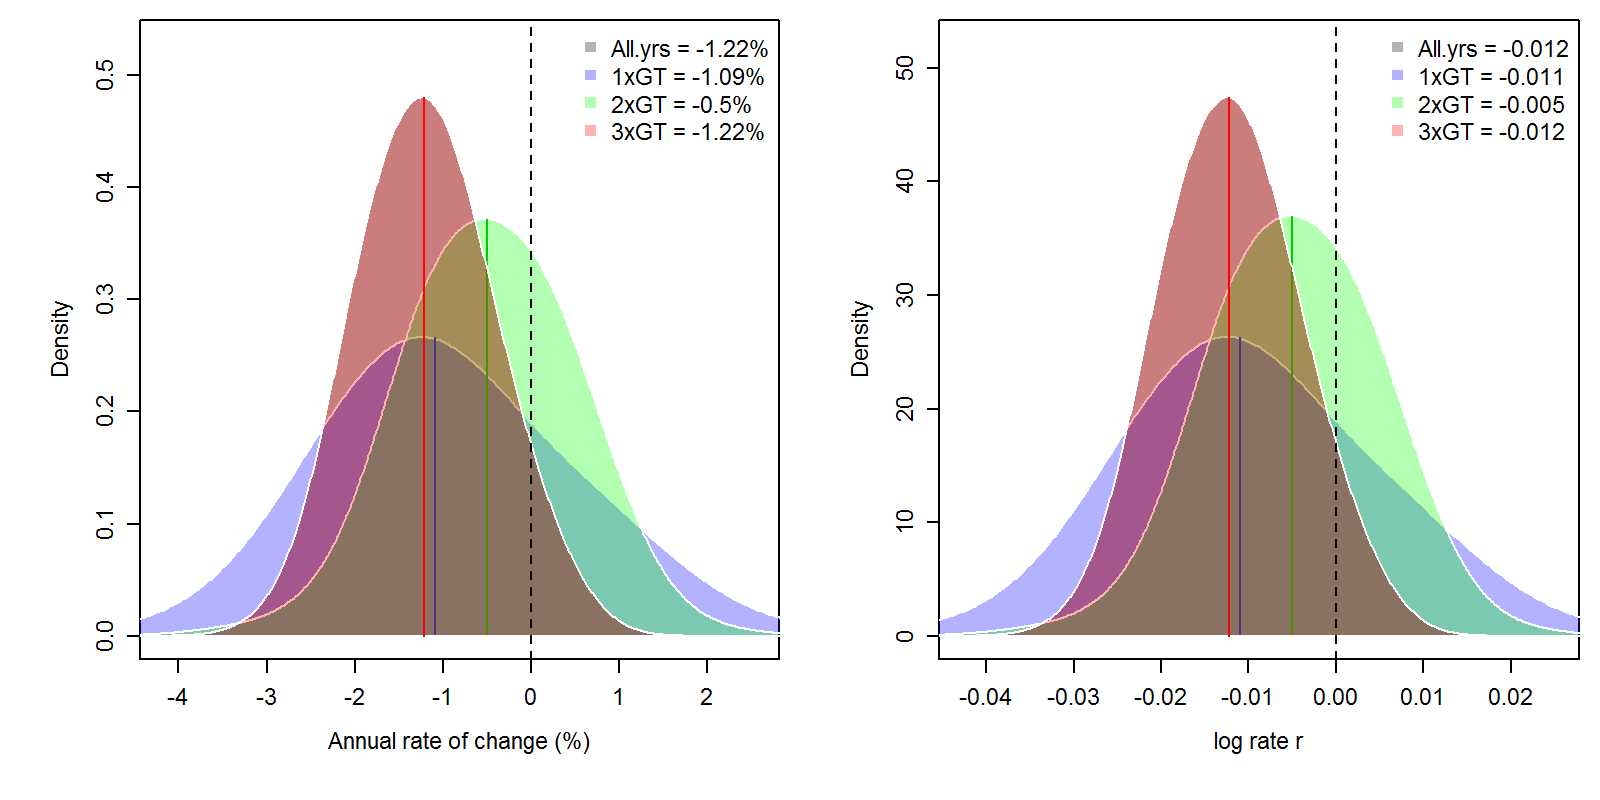 All.yrs = -1.22%
1xGT = -1.09%
2xGT = -0.5%
3xGT = -1.22%
0.5
0.4
0.3
0.2
0.1
0.0
Density
-4 -3 -2 -1 0 1 2
Annual rate of change (%)
All.yrs = -0.012
1xGT = -0.011
2xGT = -0.005
3xGT = -0.012
50
40
30
20
10
0
Density
-0.04 -0.03 -0.02 -0.01 0.00 0.01 0.02
log rate r